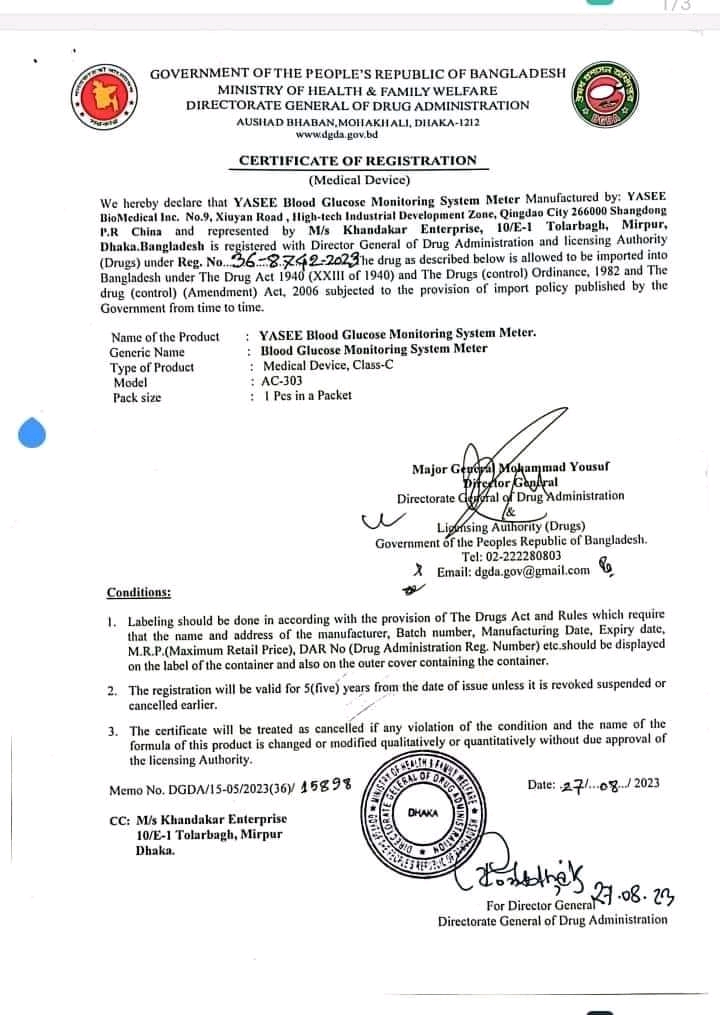 1/3
GOVERNMENT OF THE PEOPLE'S REPUBLIC OF BANGLADESH
MINISTRY OF HEALTH & FAMILY WELFARE
DIRECTORATE GENERAL OF DRUG ADMINISTRATION
AUSHAD BHABAN, MOHAKHALI, DHAKA-1212
www.dgda.gov.bd
DGDA
CERTIFICATE OF REGISTRATION
(Medical Device)
We hereby declare that YASEE Blood Glucose Monitoring System Meter Manufactured by: YASEE
BioMedical Inc. No.9, Xiuyan Road , High-tech Industrial Development Zone, Qingdao City 266000 Shangdong
P.R China and represented by M/s Khandakar Enterprise, 10/E-1 Tolarbagh, Mirpur,
Dhaka.Bangladesh is registered with Director General of Drug Administration and licensing Authority
(Drugs) under Reg. No...36-8742-2023 The drug as described below is allowed to be imported into
Bangladesh under The Drug Act 1940 (XXIII of 1940) and The Drugs (control) Ordinance, 1982 and The
drug (control) (Amendment) Act, 2006 subjected to the provision of import policy published by the
Government from time to time.
Name of the Product : YASEE Blood Glucose Monitoring System Meter.
Generic Name : Blood Glucose Monitoring System Meter
Type of Product : Medical Device, Class-C
Model : AC-303
Pack size : 1 Pcs in a Packet
Major General Mohammad Yousuf
Director General
Directorate General of Drug Administration
&
Licensing Authority (Drugs)
Government of the Peoples Republic of Bangladesh.
Tel: 02-222280803
Email: dgda.gov@gmail.com
Conditions:
1. Labeling should be done in according with the provision of The Drugs Act and Rules which require
that the name and address of the manufacturer, Batch number, Manufacturing Date, Expiry date,
M.R.P.(Maximum Retail Price), DAR No (Drug Administration Reg. Number) etc.should be displayed
on the label of the container and also on the outer cover containing the container.
2. The registration will be valid for 5(five) years from the date of issue unless it is revoked suspended or
cancelled earlier.
3. The certificate will be treated as cancelled if any violation of the condition and the name of the
formula of this product is changed or modified qualitatively or quantitatively without due approval of
the licensing Authority.
Memo No. DGDA/15-05/2023(36)/ 15898
Date: .27/...08../ 2023
MINISTRY OF HEALTH & FAMILY WELFARE
DIRECTORATE GENERAL OF DRUG ADMINISTRATION
DHAKA
CC: M/s Khandakar Enterprise
10/E-1 Tolarbagh, Mirpur
Dhaka.
27.08.23
For Director General
Directorate General of Drug Administration